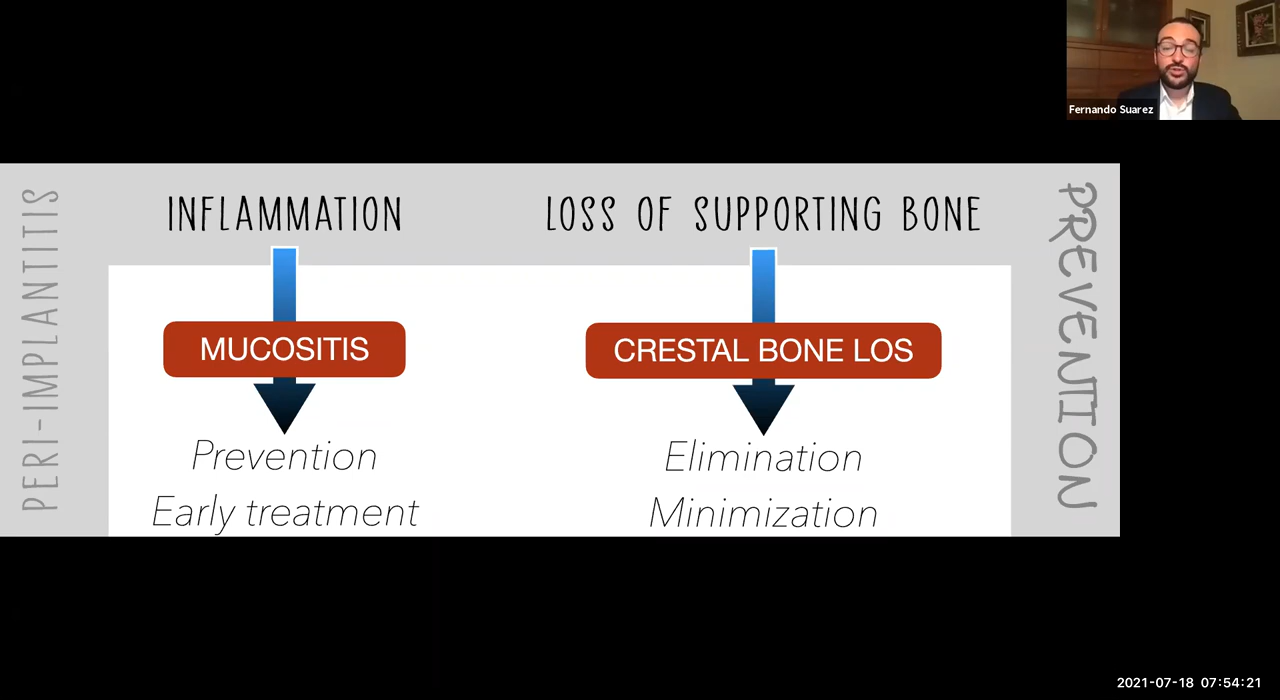 Fernando Suarez
PERI-IMPLANTITIS
INFLAMMATION
LOSS OF SUPPORTING BONE
MUCOSITIS
CRESTAL BONE LOS
Prevention
Elimination
Early treatment
Minimization
PREVENTION
2021-07-18 07:54:21